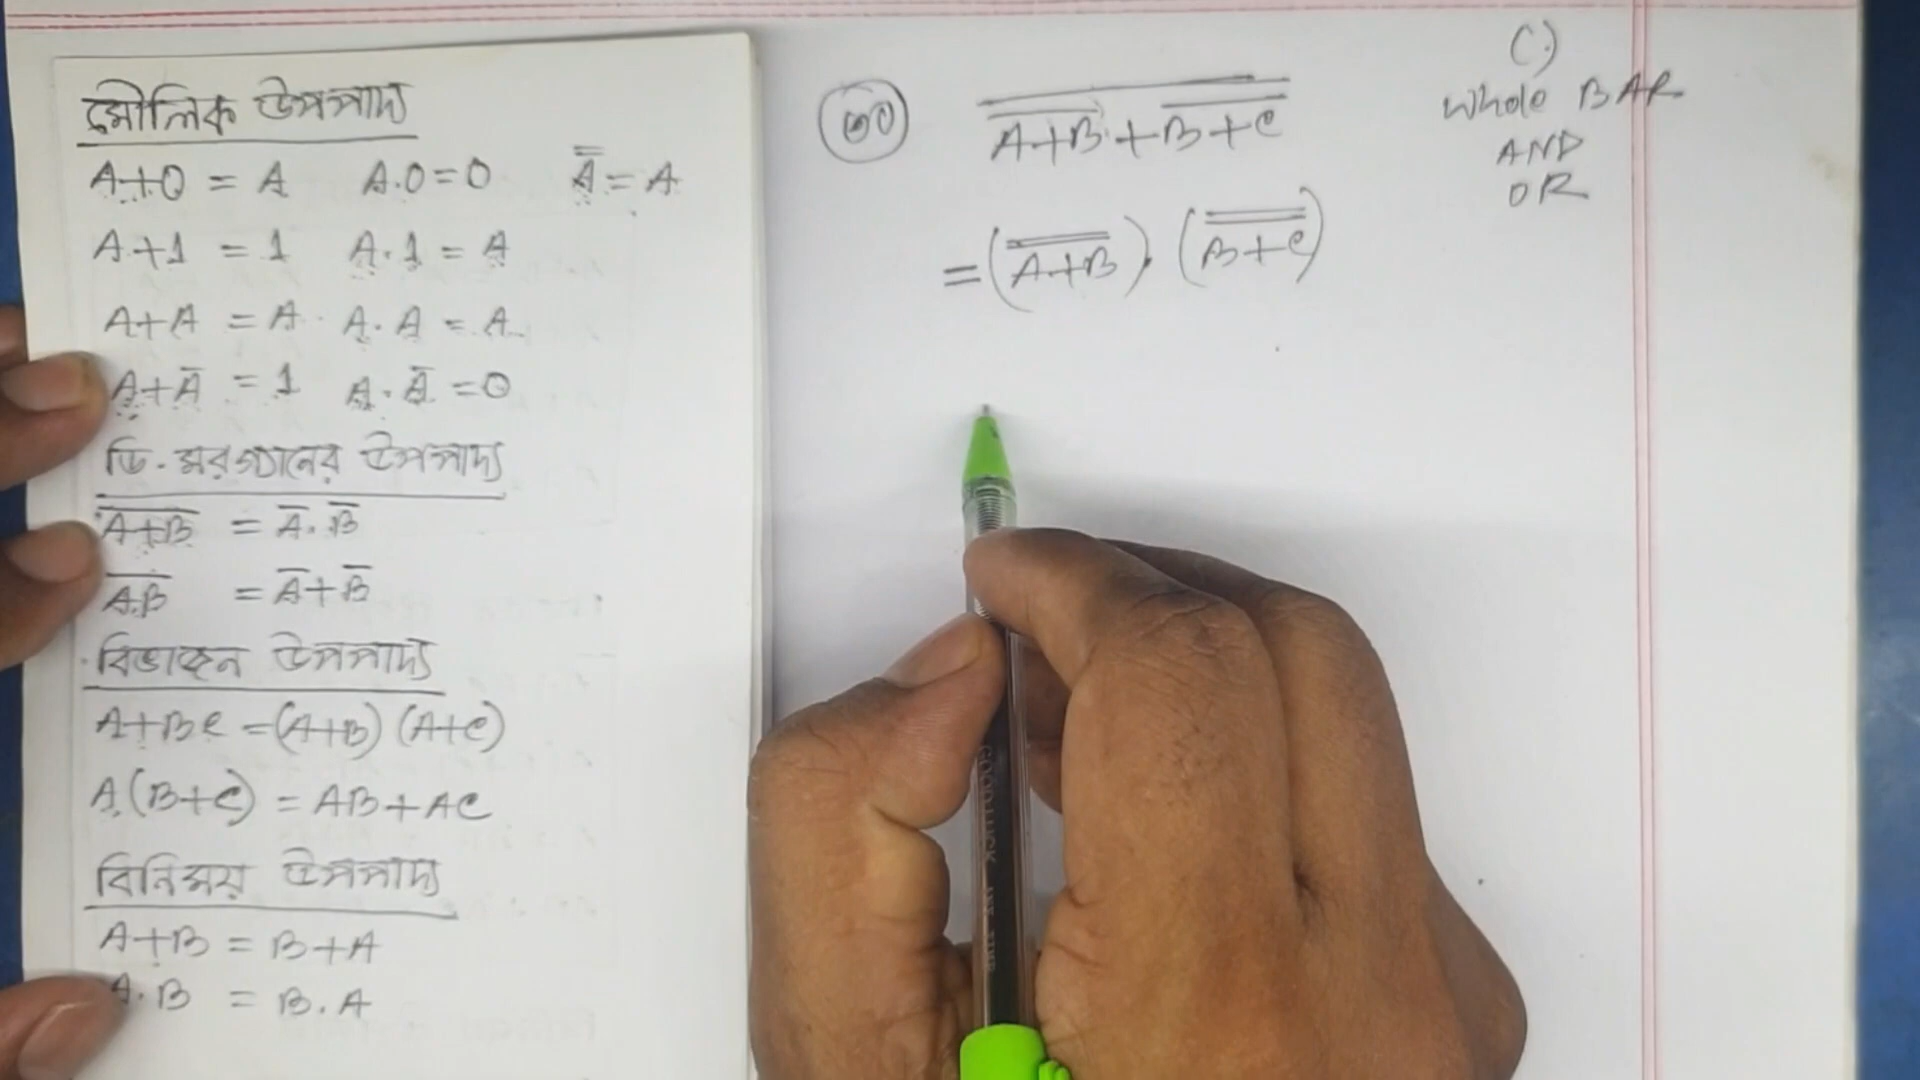 মৌলিক উপপাদ্য
A+0 = A A.0=0 A̿ = A
A+1 = 1 A.1 = A
A+A = A A.A = A
A+A̅ = 1 A.A̅ = 0
ডি. মরগ্যানের উপপাদ্য
A̅+̅B̅ = A̅.B̅
A̅.̅B̅ = A̅+B̅
বিভাজন উপপাদ্য
A+BC = (A+B) (A+C)
A.(B+C) = AB+AC
বিনিময় উপপাদ্য
A+B = B+A
A.B = B.A
A̿+̿B̿+̅B̿+̿C̿
= (A̿+̿B̿).(B̿+̿C̿)
(.)
Whole BAR
AND
OR